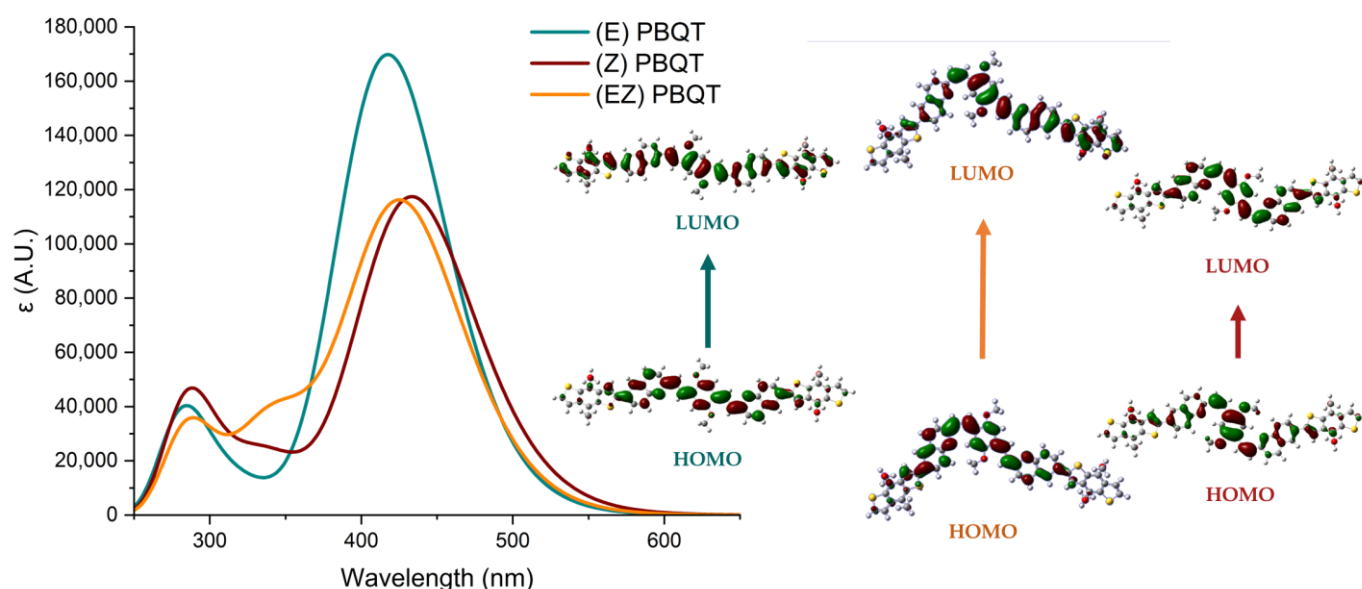 180,000
160,000
140,000
120,000
100,000
80,000
60,000
40,000
20,000
0
ε (A.U.)
300
400
500
600
Wavelength (nm)
(E) PBQT
(Z) PBQT
(EZ) PBQT
LUMO
LUMO
LUMO
HOMO
HOMO
HOMO